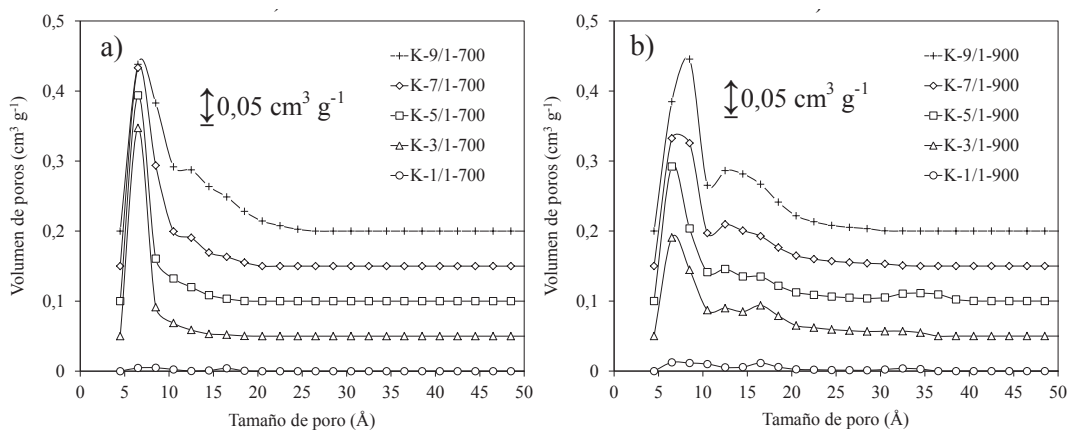 a)
0,5
0,4
0,3
0,2
0,1
0
0 5 10 15 20 25 30 35 40 45 50
Volumen de poros (cm³ g⁻¹)
Tamaño de poro (Å)
0,05 cm³ g⁻¹
K-9/1-700
K-7/1-700
K-5/1-700
K-3/1-700
K-1/1-700
b)
0,5
0,4
0,3
0,2
0,1
0
0 5 10 15 20 25 30 35 40 45 50
Volumen de poros (cm³ g⁻¹)
Tamaño de poro (Å)
0,05 cm³ g⁻¹
K-9/1-900
K-7/1-900
K-5/1-900
K-3/1-900
K-1/1-900